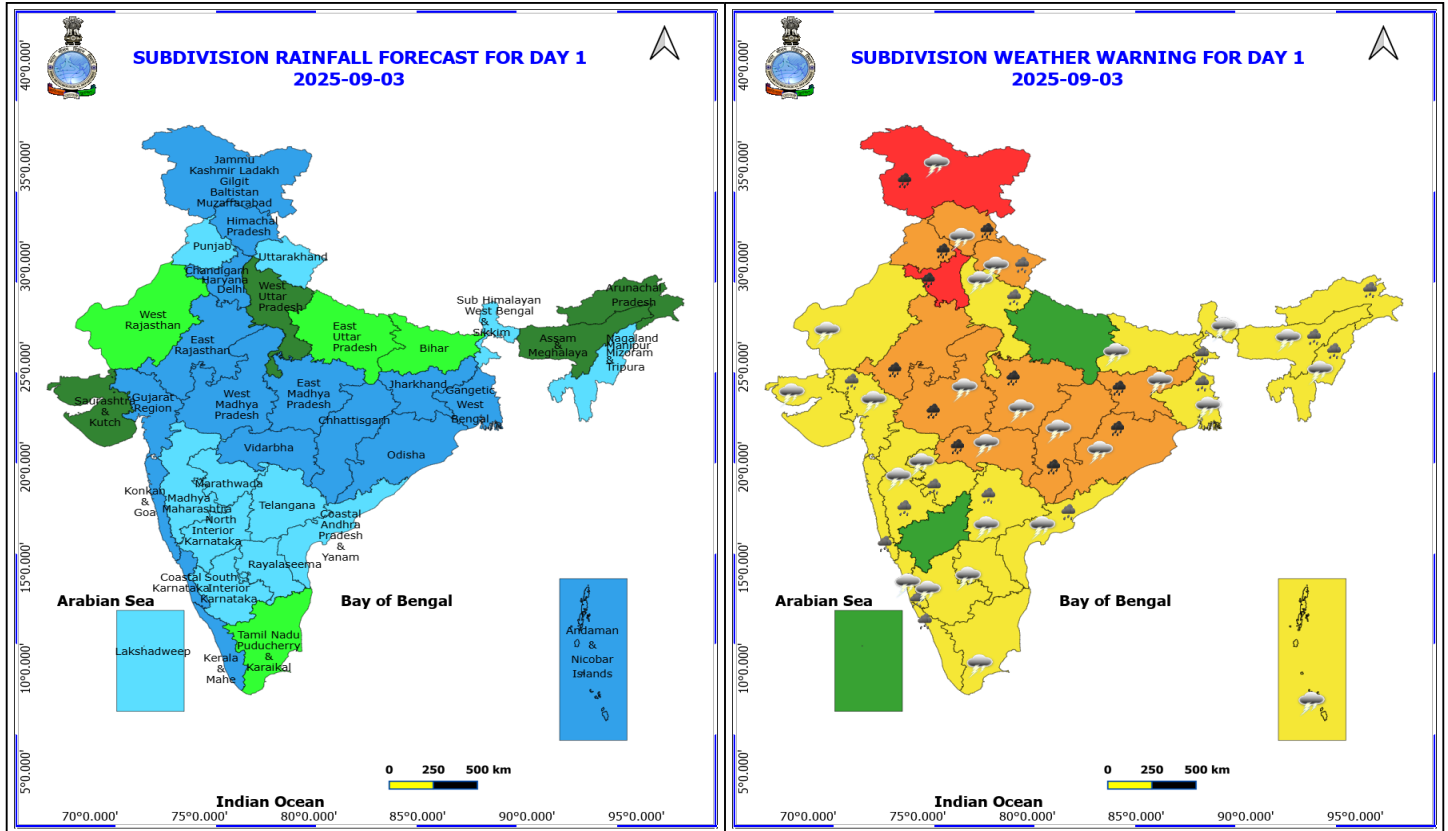 SUBDIVISION RAINFALL FORECAST FOR DAY 1
2025-09-03
40°0.000'
35°0.000'
30°0.000'
25°0.000'
20°0.000'
15°0.000'
10°0.000'
5°0.000'
Jammu
Kashmir Ladakh
Gilgit
Baltistan
Muzaffarabad
Himachal
Pradesh
Punjab
Uttarakhand
Chandigarh
Haryana
Delhi
West
Uttar
Pradesh
West
Rajasthan
East
Rajasthan
East
Uttar
Pradesh
Bihar
Sub Himalayan
West Bengal
&
Sikkim
Arunachal
Pradesh
Assam
&
Meghalaya
Nagaland
Manipur
Mizoram
&
Tripura
Saurashtra
&
Kutch
Gujarat
Region
West
Madhya
Pradesh
East
Madhya
Pradesh
Jharkhand
Gangetic
West
Bengal
Chhattisgarh
Vidarbha
Odisha
Konkan
&
Goa
Marathwada
Madhya
Maharashtra
Telangana
North
Interior
Karnataka
Coastal
Andhra
Pradesh
&
Yanam
Rayalaseema
Coastal
Karnataka
South
Interior
Karnataka
Arabian Sea
Bay of Bengal
Lakshadweep
Tamil Nadu
Puducherry
&
Karaikal
Kerala
&
Mahe
Andaman
&
Nicobar
Islands
0 250 500 km
Indian Ocean
70°0.000' 75°0.000' 80°0.000' 85°0.000' 90°0.000' 95°0.000'
SUBDIVISION WEATHER WARNING FOR DAY 1
2025-09-03
40°0.000'
35°0.000'
30°0.000'
25°0.000'
20°0.000'
15°0.000'
10°0.000'
5°0.000'
Arabian Sea
Bay of Bengal
0 250 500 km
Indian Ocean
70°0.000' 75°0.000' 80°0.000' 85°0.000' 90°0.000' 95°0.000'